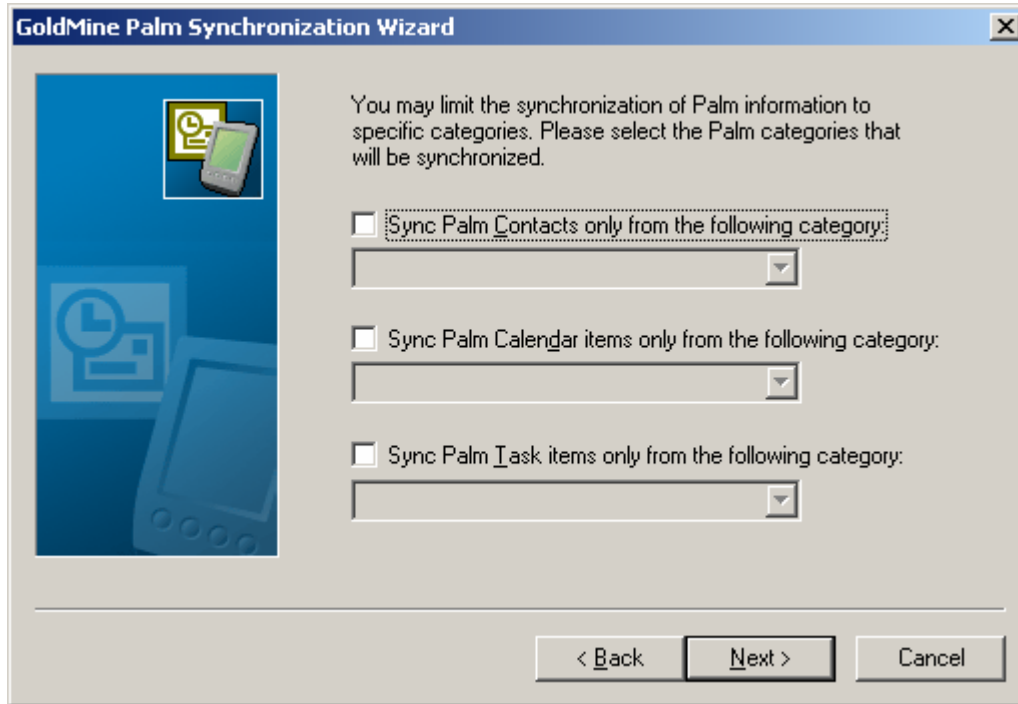 GoldMine Palm Synchronization Wizard
You may limit the synchronization of Palm information to
specific categories. Please select the Palm categories that
will be synchronized.
Sync Palm Contacts only from the following category:
Sync Palm Calendar items only from the following category:
Sync Palm Task items only from the following category:
< Back Next > Cancel